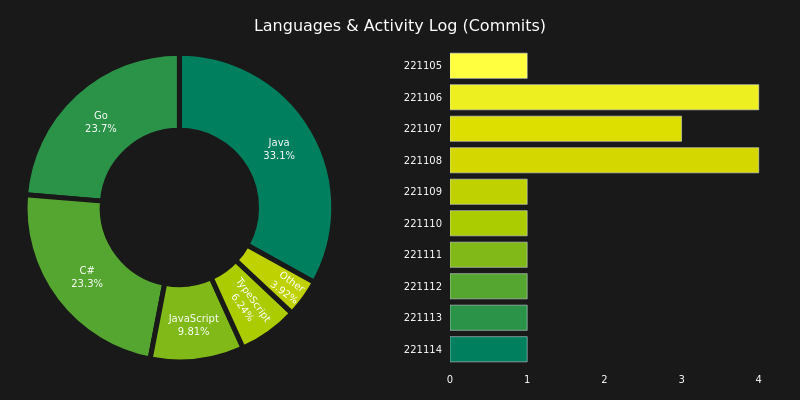 Languages & Activity Log (Commits)
Java
33.1%
Go
23.7%
C#
23.3%
JavaScript
9.81%
TypeScript
6.24%
Other
3.92%
221105
221106
221107
221108
221109
221110
221111
221112
221113
221114
0 1 2 3 4